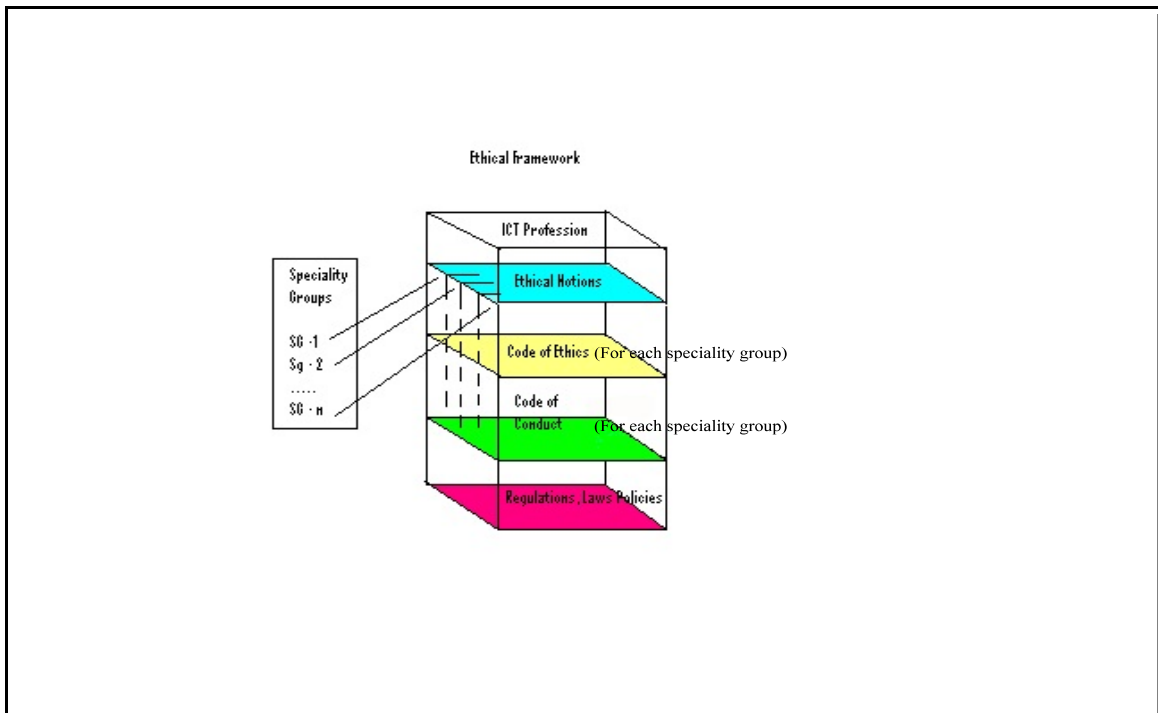 Ethical Framework
ICT Profession
Ethical Notions
Speciality
Groups
SG - 1
Sg - 2
.....
SG - n
Code of Ethics (For each speciality group)
Code of
Conduct (For each speciality group)
Regulations , Laws Policies